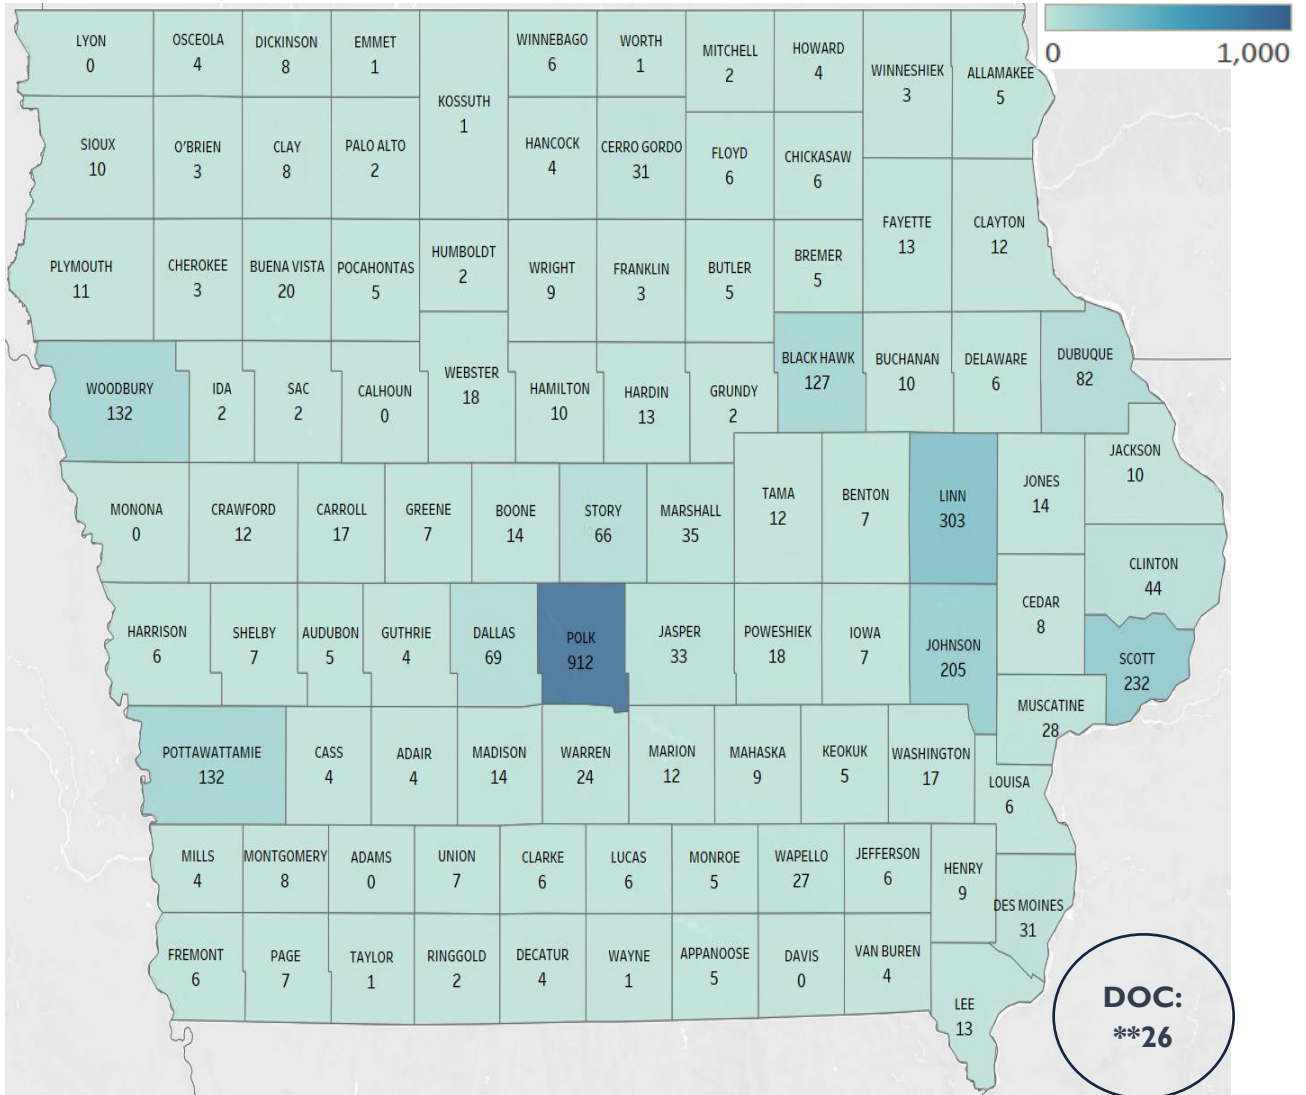 0 1,000
LYON
0
OSCEOLA
4
DICKINSON
8
EMMET
1
KOSSUTH
1
WINNEBAGO
6
WORTH
1
MITCHELL
2
HOWARD
4
WINNESHIEK
3
ALLAMAKEE
5
SIOUX
10
O'BRIEN
3
CLAY
8
PALO ALTO
2
HANCOCK
4
CERRO GORDO
31
FLOYD
6
CHICKASAW
6
FAYETTE
13
CLAYTON
12
PLYMOUTH
11
CHEROKEE
3
BUENA VISTA
20
POCAHONTAS
5
HUMBOLDT
2
WRIGHT
9
FRANKLIN
3
BUTLER
5
BREMER
5
WOODBURY
132
IDA
2
SAC
2
CALHOUN
0
WEBSTER
18
HAMILTON
10
HARDIN
13
GRUNDY
2
BLACK HAWK
127
BUCHANAN
10
DELAWARE
6
DUBUQUE
82
MONONA
0
CRAWFORD
12
CARROLL
17
GREENE
7
BOONE
14
STORY
66
MARSHALL
35
TAMA
12
BENTON
7
LINN
303
JONES
14
JACKSON
10
CLINTON
44
HARRISON
6
SHELBY
7
AUDUBON
5
GUTHRIE
4
DALLAS
69
POLK
912
JASPER
33
POWESHIEK
18
IOWA
7
JOHNSON
205
CEDAR
8
SCOTT
232
MUSCATINE
28
POTTAWATTAMIE
132
CASS
4
ADAIR
4
MADISON
14
WARREN
24
MARION
12
MAHASKA
9
KEOKUK
5
WASHINGTON
17
LOUISA
6
MILLS
4
MONTGOMERY
8
ADAMS
0
UNION
7
CLARKE
6
LUCAS
6
MONROE
5
WAPELLO
27
JEFFERSON
6
HENRY
9
DES MOINES
31
FREMONT
6
PAGE
7
TAYLOR
1
RINGGOLD
2
DECATUR
4
WAYNE
1
APPANOOSE
5
DAVIS
0
VAN BUREN
4
LEE
13
DOC:
**26